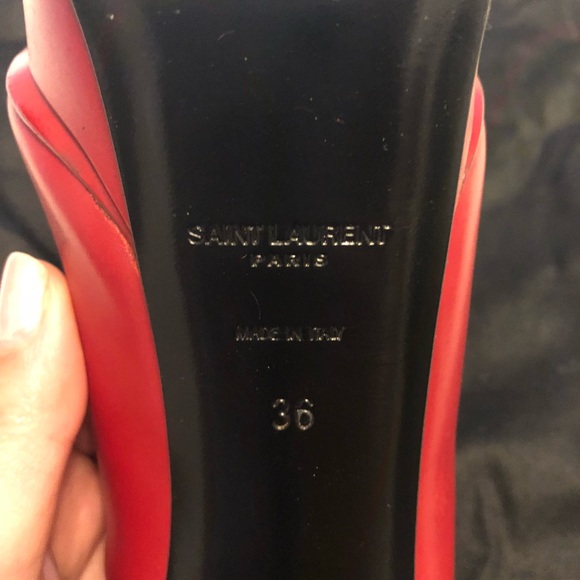 SAINT LAURENT
PARIS
MADE IN ITALY
36